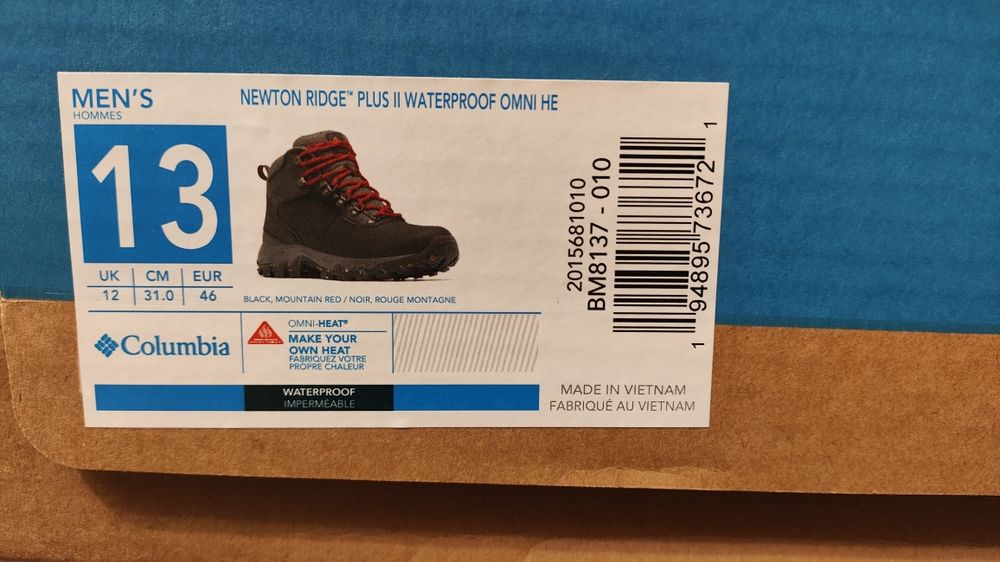 MEN'S
HOMMES
13
UK CM EUR
12 31.0 46
NEWTON RIDGE™ PLUS II WATERPROOF OMNI HE
BLACK, MOUNTAIN RED / NOIR, ROUGE MONTAGNE
2015681010
BM8137 - 010
1 94895 73672 1
Columbia
OMNI-HEAT®
MAKE YOUR
OWN HEAT
FABRIQUEZ VOTRE
PROPRE CHALEUR
WATERPROOF
IMPERMÉABLE
MADE IN VIETNAM
FABRIQUÉ AU VIETNAM